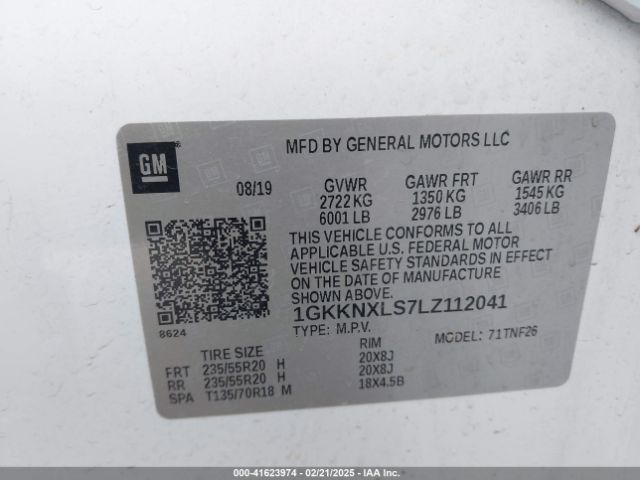 GM
MFD BY GENERAL MOTORS LLC
08/19
GVWR GAWR FRT GAWR RR
2722 KG 1350 KG 1545 KG
6001 LB 2976 LB 3406 LB
THIS VEHICLE CONFORMS TO ALL
APPLICABLE U.S. FEDERAL MOTOR
VEHICLE SAFETY STANDARDS IN EFFECT
ON THE DATE OF MANUFACTURE
SHOWN ABOVE.
1GKKNXLS7LZ112041
8624
TYPE: M.P.V. MODEL: 71TNF26
TIRE SIZE RIM
FRT 235/55R20 H 20X8J
RR 235/55R20 H 20X8J
SPA T135/70R18 M 18X4.5B
000-41623974 / 02/21/2025 - IAA Inc.